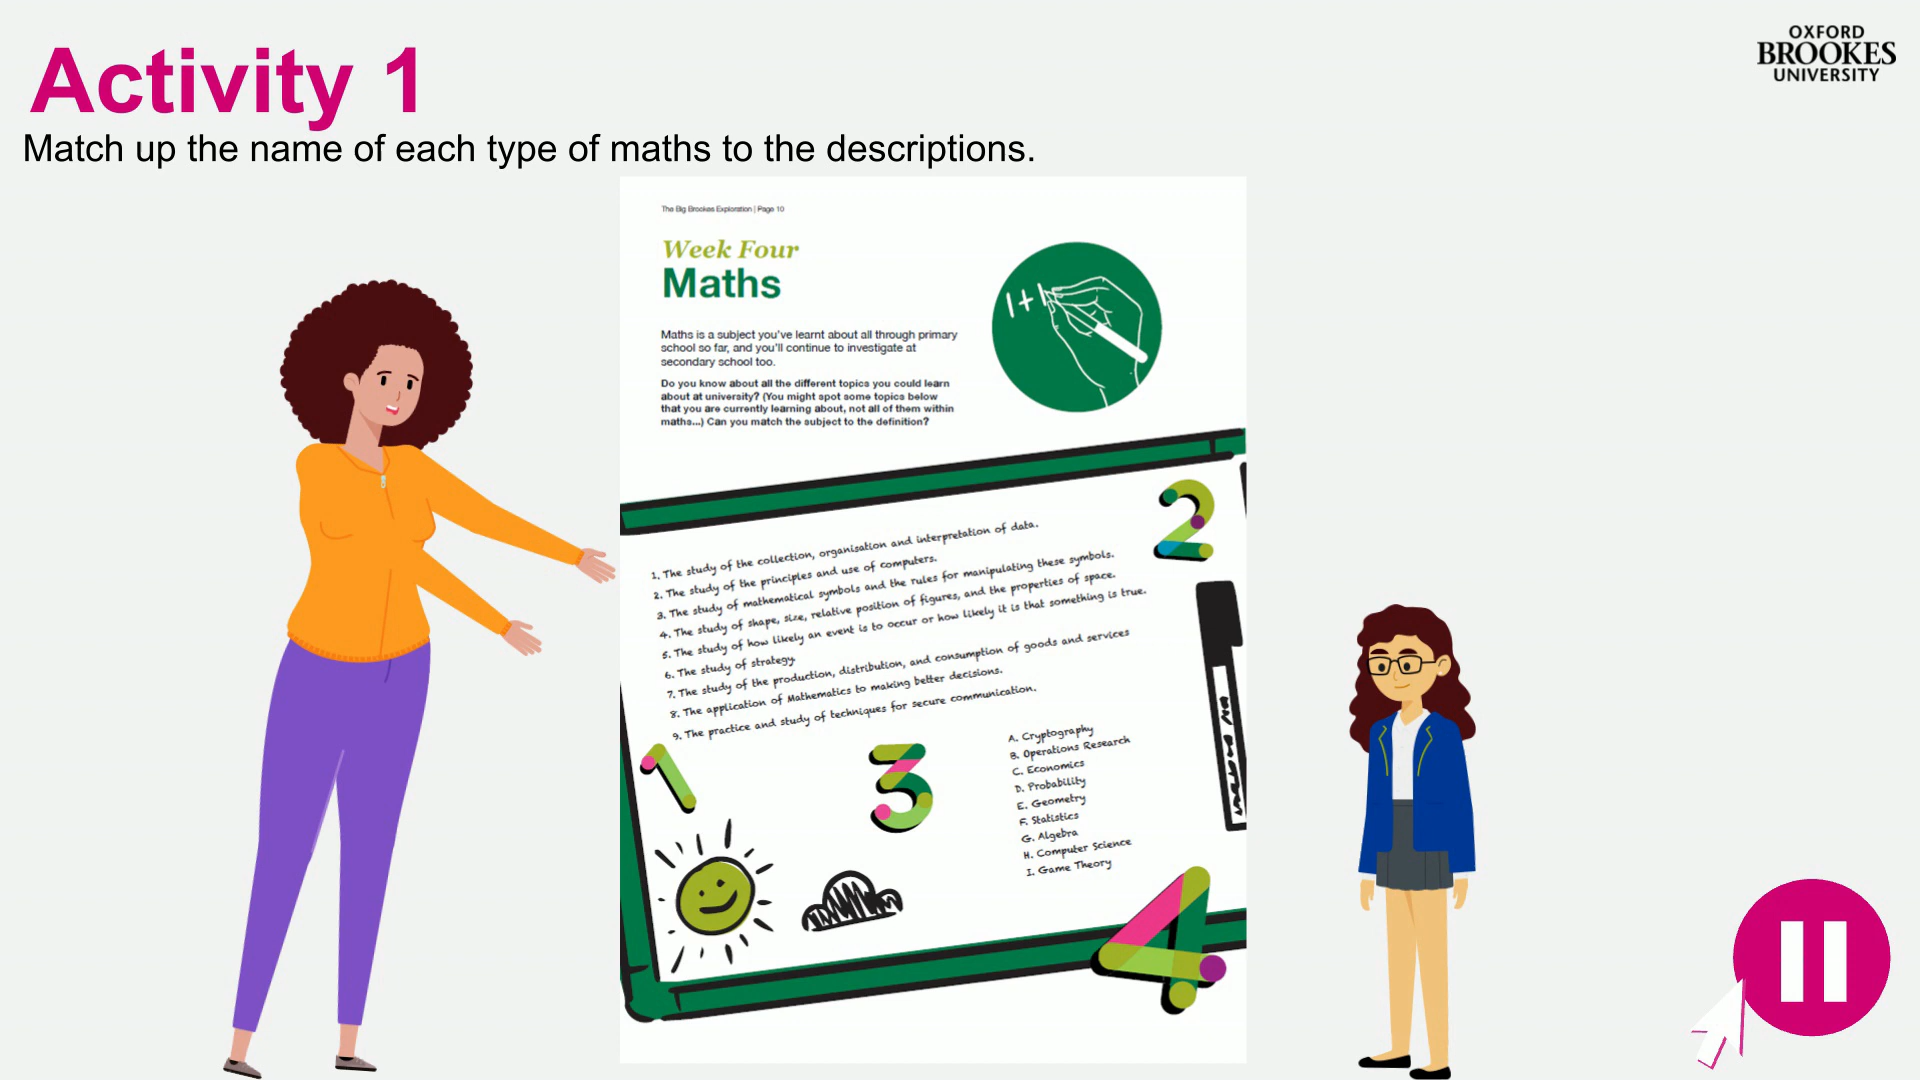 Activity 1
OXFORD
BROOKES
UNIVERSITY
Match up the name of each type of maths to the descriptions.
The Big Brookes Exploration | Page 10
Week Four
Maths
1+1
Maths is a subject you've learnt about all through primary
school so far, and you'll continue to investigate at
secondary school too.
Do you know about all the different topics you could learn
about at university? (You might spot some topics below
that you are currently learning about, not all of them within
maths...) Can you match the subject to the definition?
2
1. The study of the collection, organisation and interpretation of data.
2. The study of the principles and use of computers.
3. The study of mathematical symbols and the rules for manipulating these symbols.
4. The study of shape, size, relative position of figures, and the properties of space.
5. The study of how likely an event is to occur or how likely it is that something is true.
6. The study of strategy.
7. The study of the production, distribution, and consumption of goods and services
8. The application of Mathematics to making better decisions.
9. The practice and study of techniques for secure communication.
1
3
A. Cryptography
B. Operations Research
C. Economics
D. Probability
E. Geometry
F. Statistics
G. Algebra
H. Computer Science
I. Game Theory
4